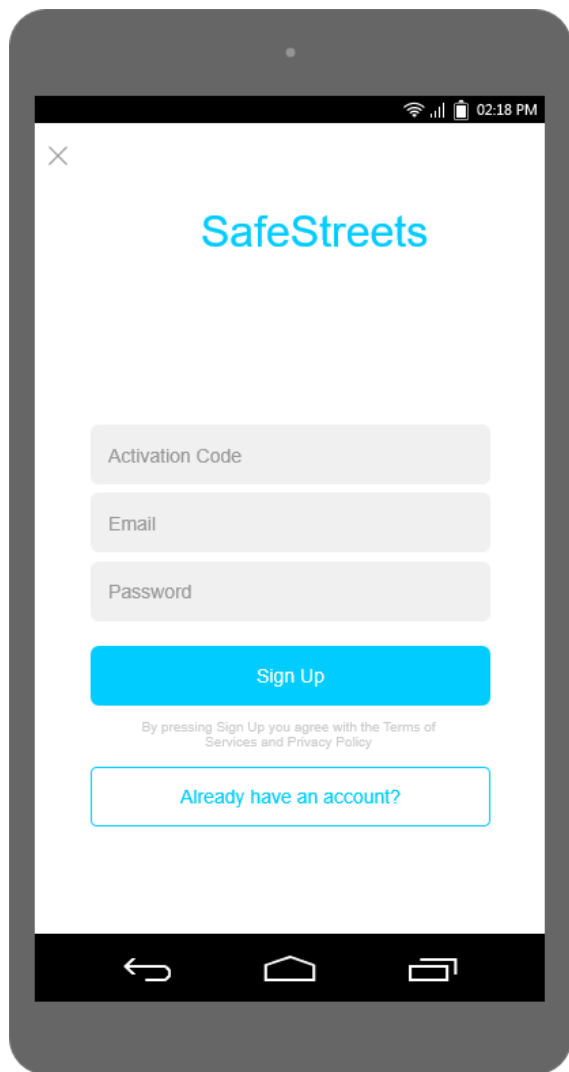 02:18 PM
SafeStreets
Activation Code
Email
Password
Sign Up
By pressing Sign Up you agree with the Terms of
Services and Privacy Policy
Already have an account?